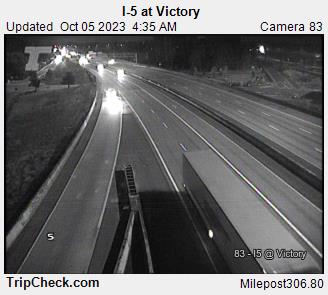 I-5 at Victory
Updated Oct 05 2023 4:35 AM Camera 83
S
83 - I5 @ Victory
TripCheck.com Milepost306.80